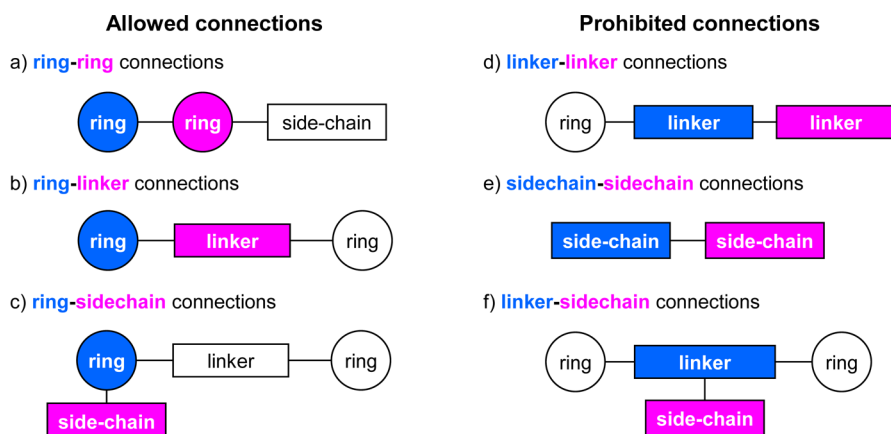 Allowed connections
a) ring-ring connections
ring ring side-chain
b) ring-linker connections
ring linker ring
c) ring-sidechain connections
ring linker ring
side-chain
Prohibited connections
d) linker-linker connections
ring linker linker
e) sidechain-sidechain connections
side-chain side-chain
f) linker-sidechain connections
ring linker ring
side-chain